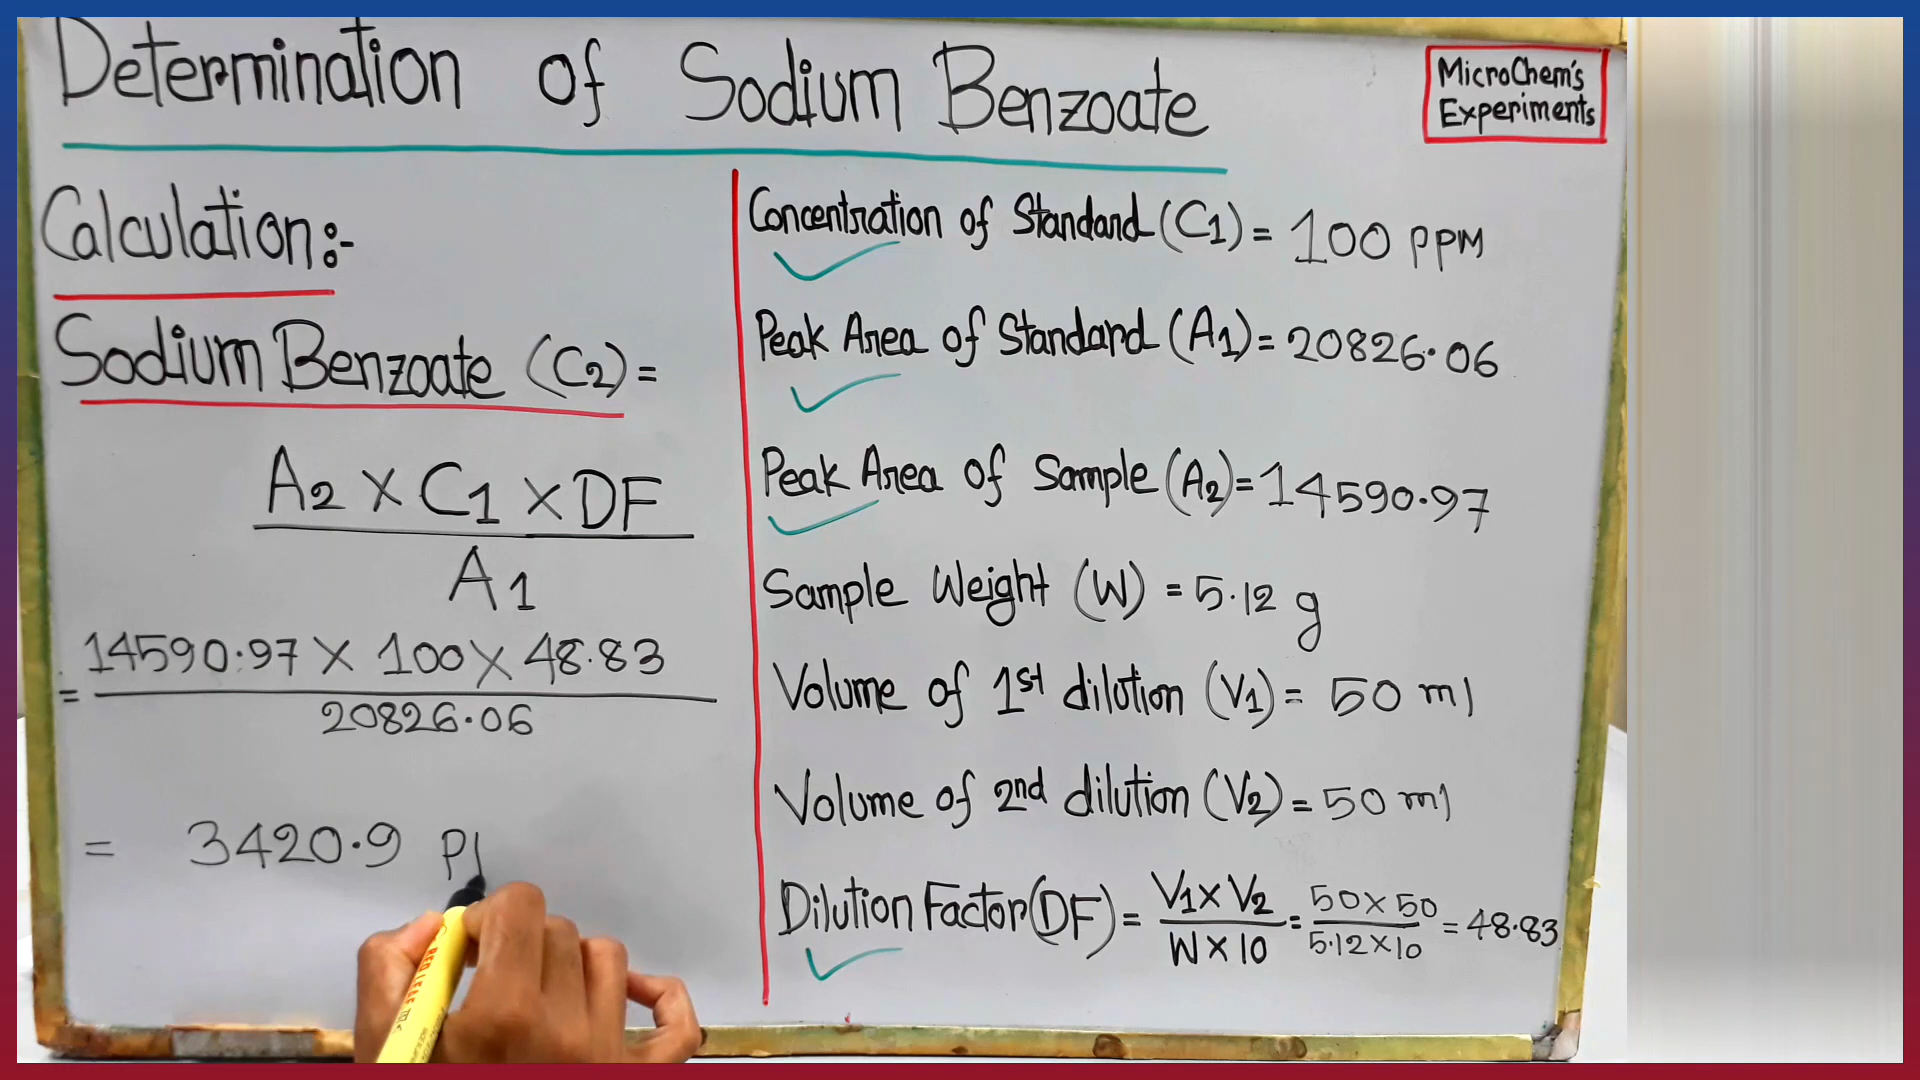 Determination of Sodium Benzoate
MicroChem's
Experiments
Calculation:-
Sodium Benzoate (C2) =
A2 X C1 X DF
A1
= 14590.97 X 100 X 48.83
20826.06
= 3420.9 P
Concentration of Standard (C1) = 100 PPM
Peak Area of Standard (A1) = 20826.06
Peak Area of Sample (A2) = 14590.97
Sample Weight (W) = 5.12 g
Volume of 1st dilution (V1) = 50 ml
Volume of 2nd dilution (V2) = 50 ml
Dilution Factor (DF) = V1 X V2 = 50 X 50 = 48.83
W X 10 5.12 X 10